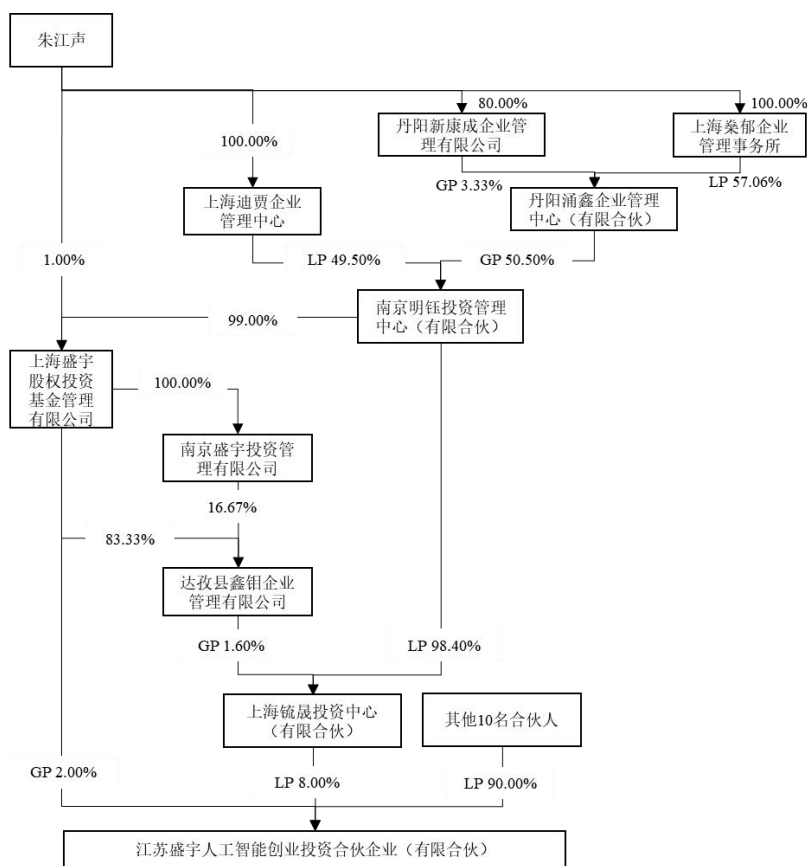 朱江声
80.00%
100.00%
丹阳新康成企业管
理有限公司
上海燊郁企业
管理事务所
100.00%
GP 3.33%
LP 57.06%
上海迪贾企业
管理中心
丹阳涌鑫企业管理
中心（有限合伙）
1.00%
LP 49.50%
GP 50.50%
南京明钰投资管理
中心（有限合伙）
99.00%
上海盛宇
股权投资
基金管理
有限公司
100.00%
南京盛宇投资管
理有限公司
16.67%
83.33%
达孜县鑫钼企业
管理有限公司
GP 1.60%
LP 98.40%
上海毓晟投资中心
（有限合伙）
其他10名合伙人
GP 2.00%
LP 8.00%
LP 90.00%
江苏盛宇人工智能创业投资合伙企业（有限合伙）